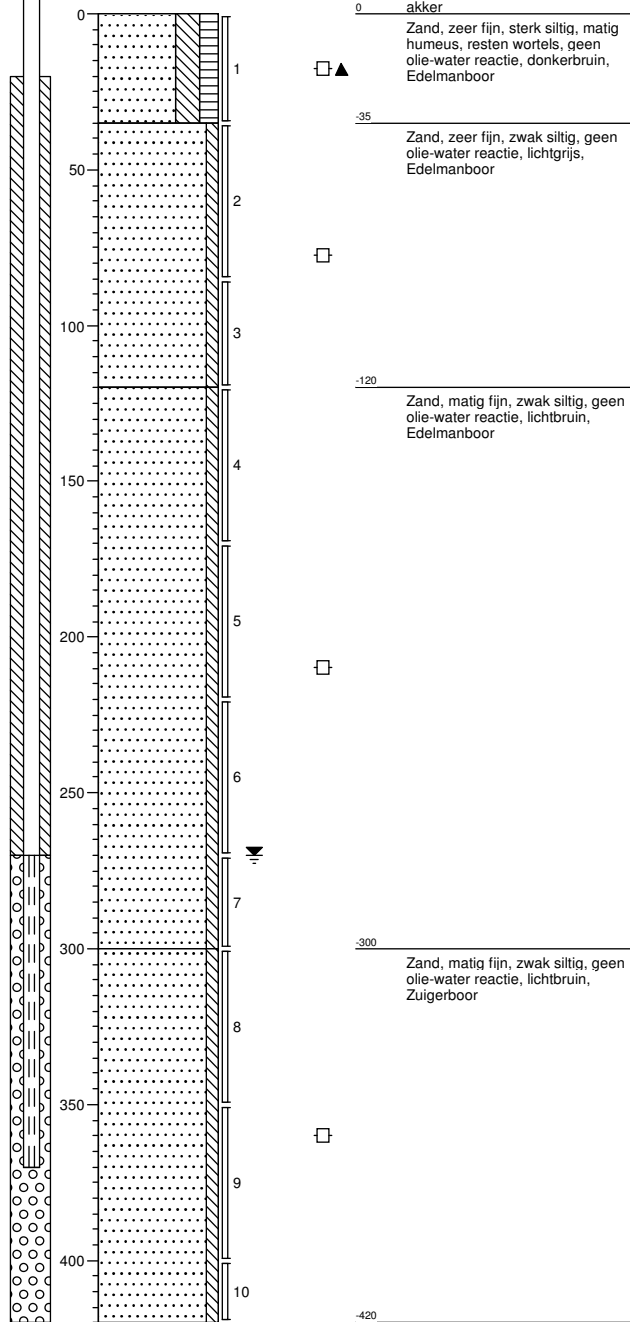 0
0
akker
Zand, zeer fijn, sterk siltig, matig
humeus, resten wortels, geen
olie-water reactie, donkerbruin,
Edelmanboor
1
-35
Zand, zeer fijn, zwak siltig, geen
olie-water reactie, lichtgrijs,
Edelmanboor
50
2
100
3
-120
Zand, matig fijn, zwak siltig, geen
olie-water reactie, lichtbruin,
Edelmanboor
4
150
5
200
6
250
7
300
-300
Zand, matig fijn, zwak siltig, geen
olie-water reactie, lichtbruin,
Zuigerboor
8
350
9
400
10
-420